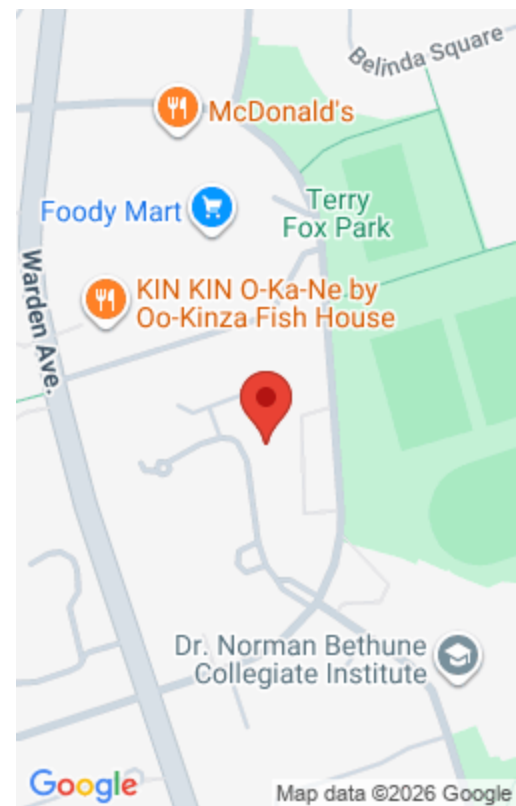 Belinda Square
McDonald's
Foody Mart
Terry
Fox Park
Warden Ave.
KIN KIN O-Ka-Ne by
Oo-Kinza Fish House
Dr. Norman Bethune
Collegiate Institute
Google
Map data ©2026 Google